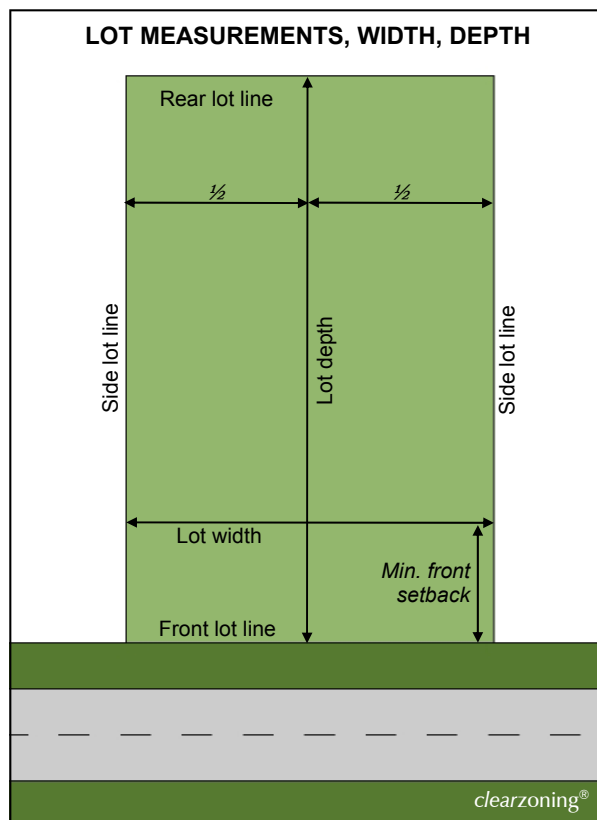 LOT MEASUREMENTS, WIDTH, DEPTH
Rear lot line
½
½
Side lot line
Lot depth
Side lot line
Lot width
Min. front
setback
Front lot line
clearzoning®